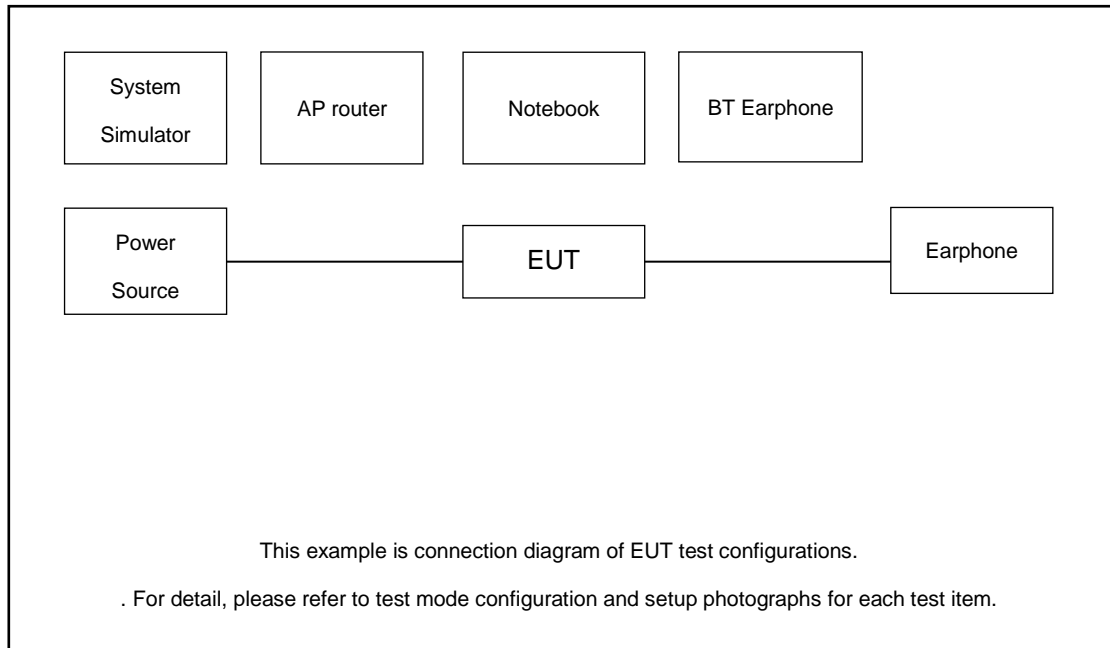 System
Simulator
AP router
Notebook
BT Earphone
Power
Source
EUT
Earphone
This example is connection diagram of EUT test configurations.
. For detail, please refer to test mode configuration and setup photographs for each test item.